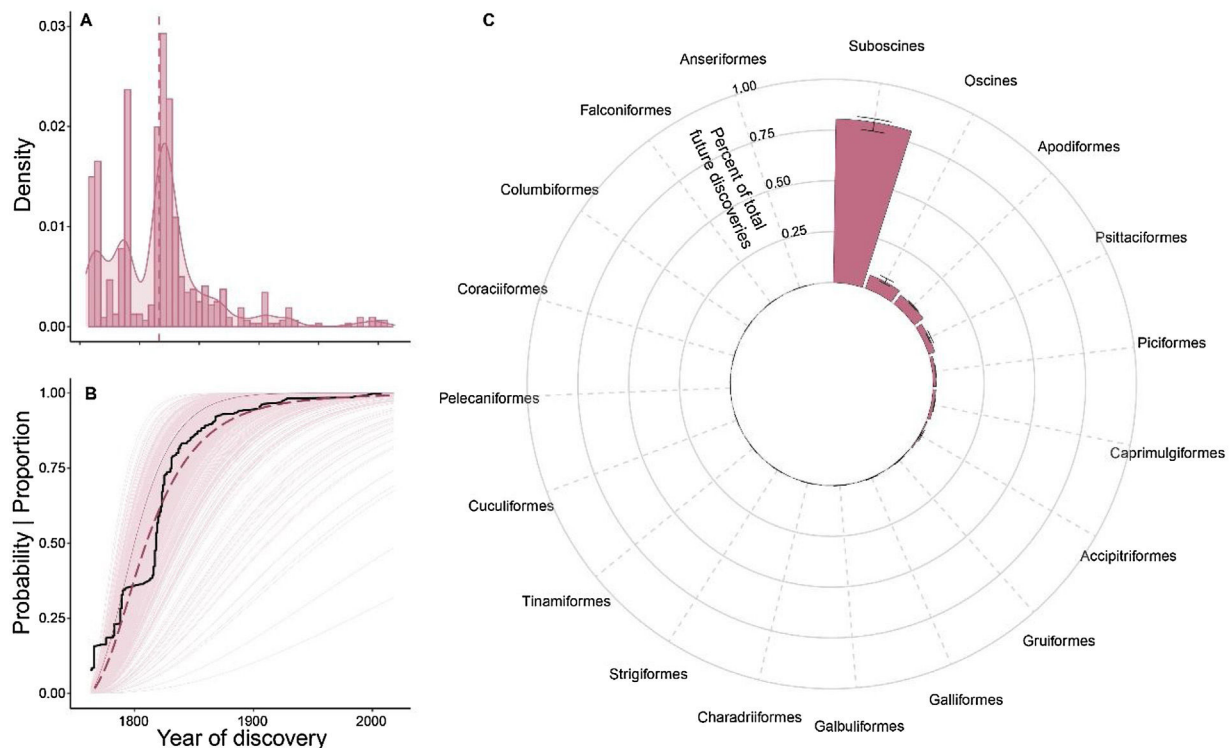 A
0.03
0.02
0.01
0.00
Density
B
1.00
0.75
0.50
0.25
0.00
Probability | Proportion
1800
1900
2000
Year of discovery
C
Suboscines
Oscines
Apodiformes
Psittaciformes
Piciformes
Caprimulgiformes
Accipitriformes
Gruiformes
Galliformes
Galbuliformes
Charadriiformes
Strigiformes
Tinamiformes
Cuculiformes
Pelecaniformes
Coraciiformes
Columbiformes
Falconiformes
Anseriformes
1.00
0.75
0.50
0.25
Percent of total
future discoveries